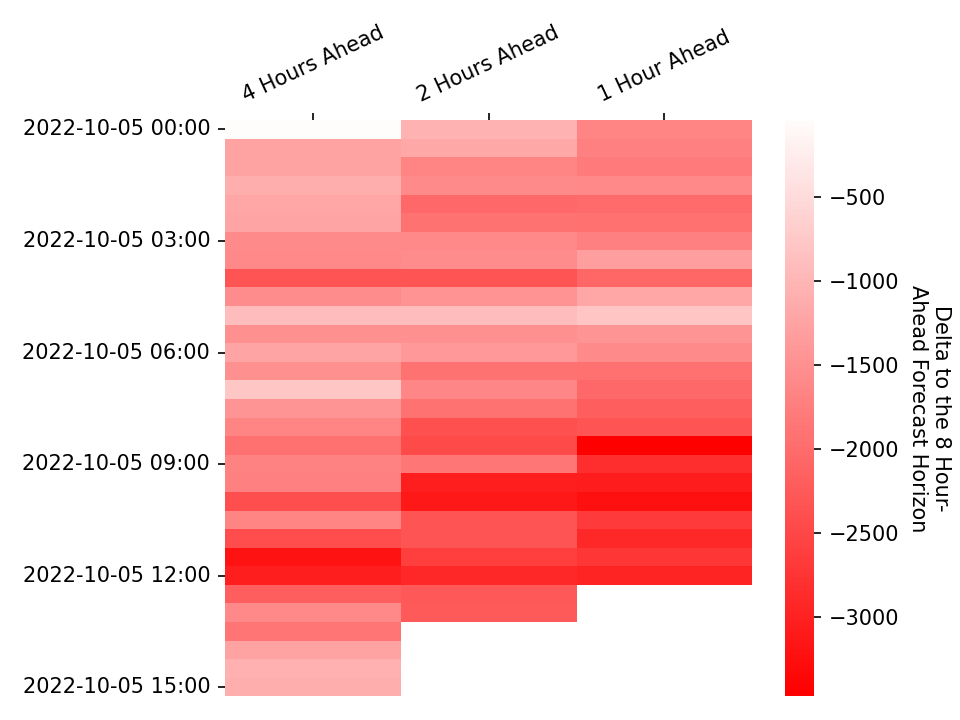 4 Hours Ahead
2 Hours Ahead
1 Hour Ahead
2022-10-05 00:00
2022-10-05 03:00
2022-10-05 06:00
2022-10-05 09:00
2022-10-05 12:00
2022-10-05 15:00
−500
−1000
−1500
−2000
−2500
−3000
Delta to the 8 Hour-
Ahead Forecast Horizon